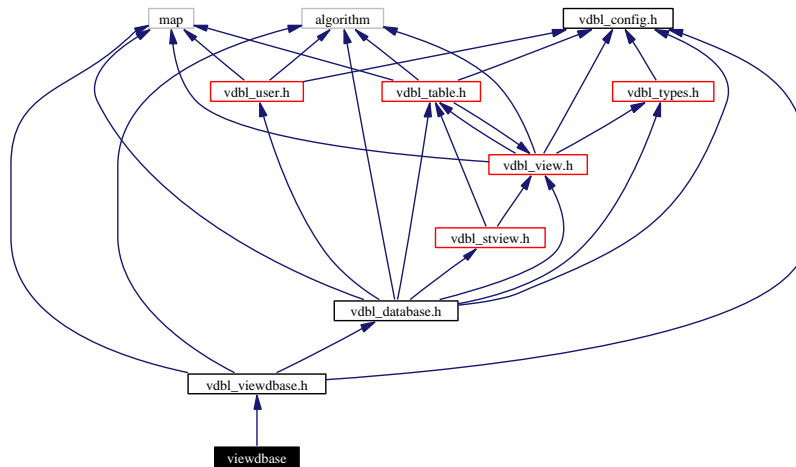 map
algorithm
vdbl_config.h
vdbl_user.h
vdbl_table.h
vdbl_types.h
vdbl_view.h
vdbl_stview.h
vdbl_database.h
vdbl_viewdbase.h
viewdbase